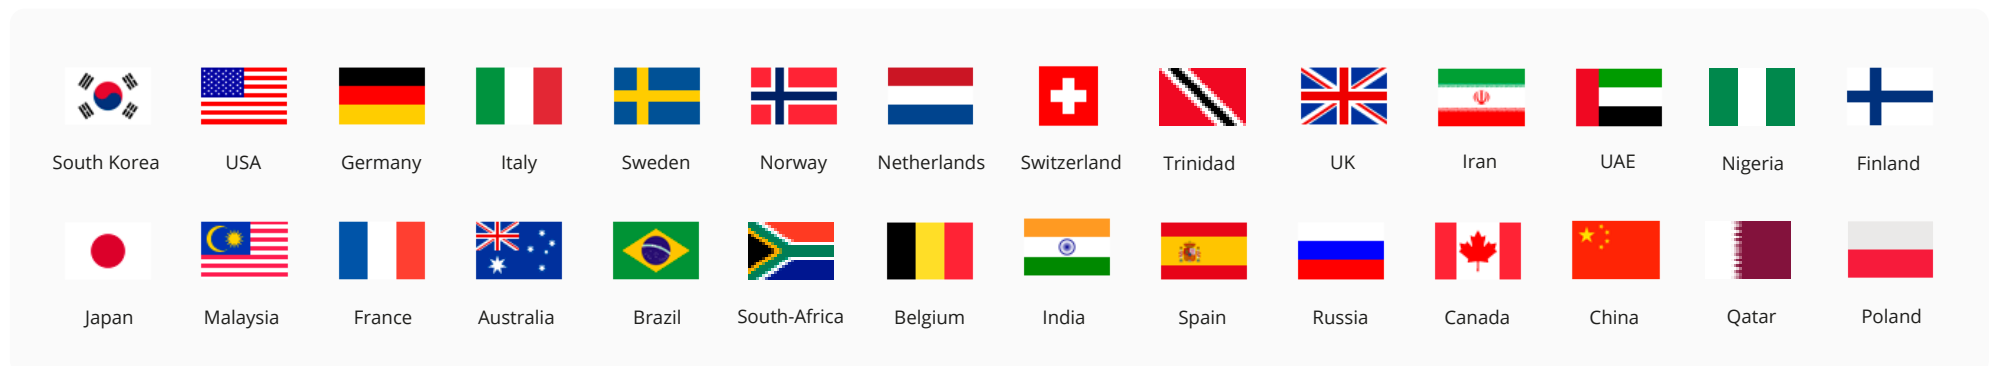 South Korea USA Germany Italy Sweden Norway Netherlands Switzerland Trinidad UK Iran UAE Nigeria Finland
Japan Malaysia France Australia Brazil South-Africa Belgium India Spain Russia Canada China Qatar Poland